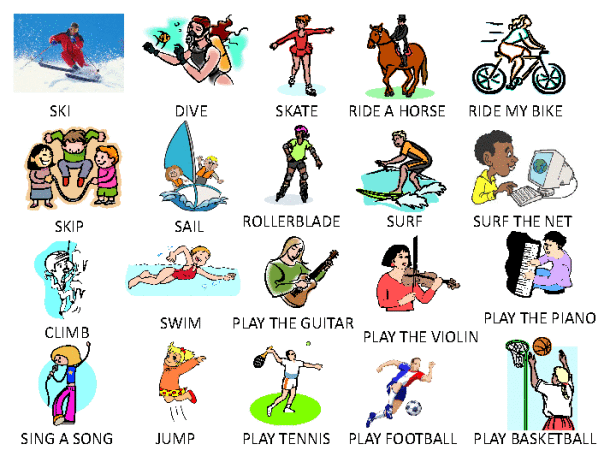 SKI
DIVE
SKATE
RIDE A HORSE
RIDE MY BIKE
SKIP
SAIL
ROLLERBLADE
SURF
SURF THE NET
CLIMB
SWIM
PLAY THE GUITAR
PLAY THE VIOLIN
PLAY THE PIANO
SING A SONG
JUMP
PLAY TENNIS
PLAY FOOTBALL
PLAY BASKETBALL